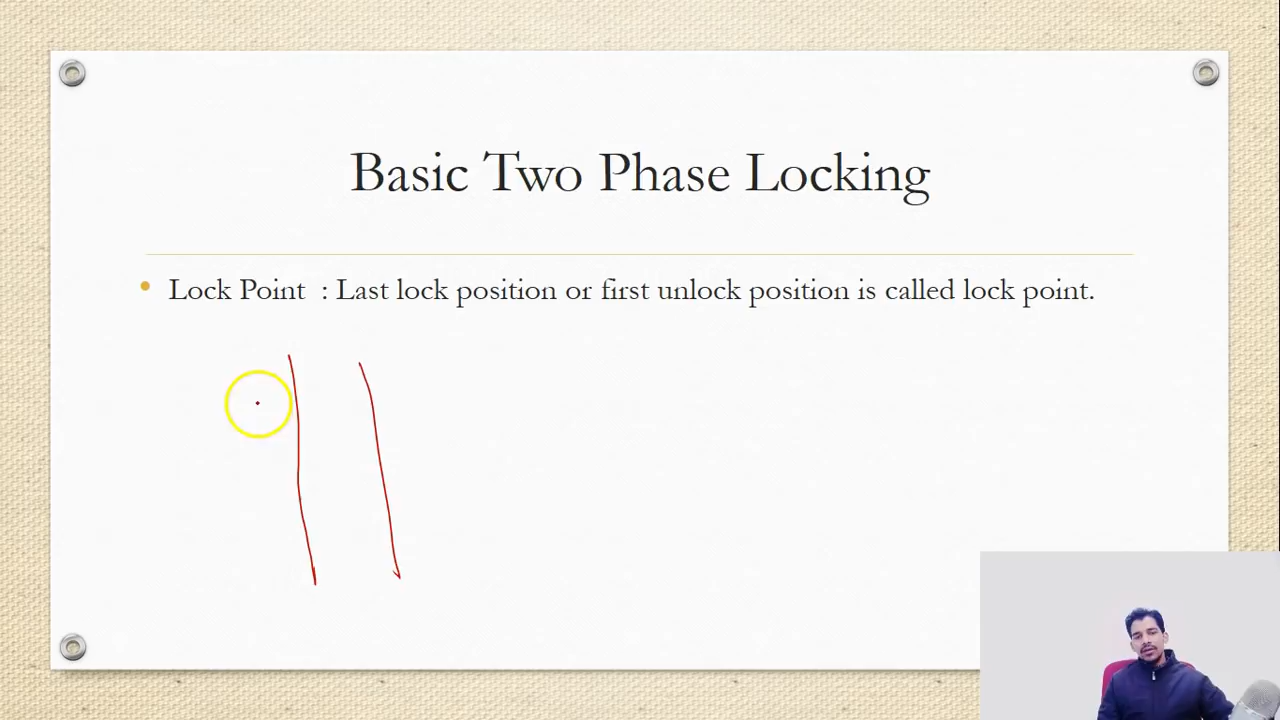 Basic Two Phase Locking
• Lock Point : Last lock position or first unlock position is called lock point.